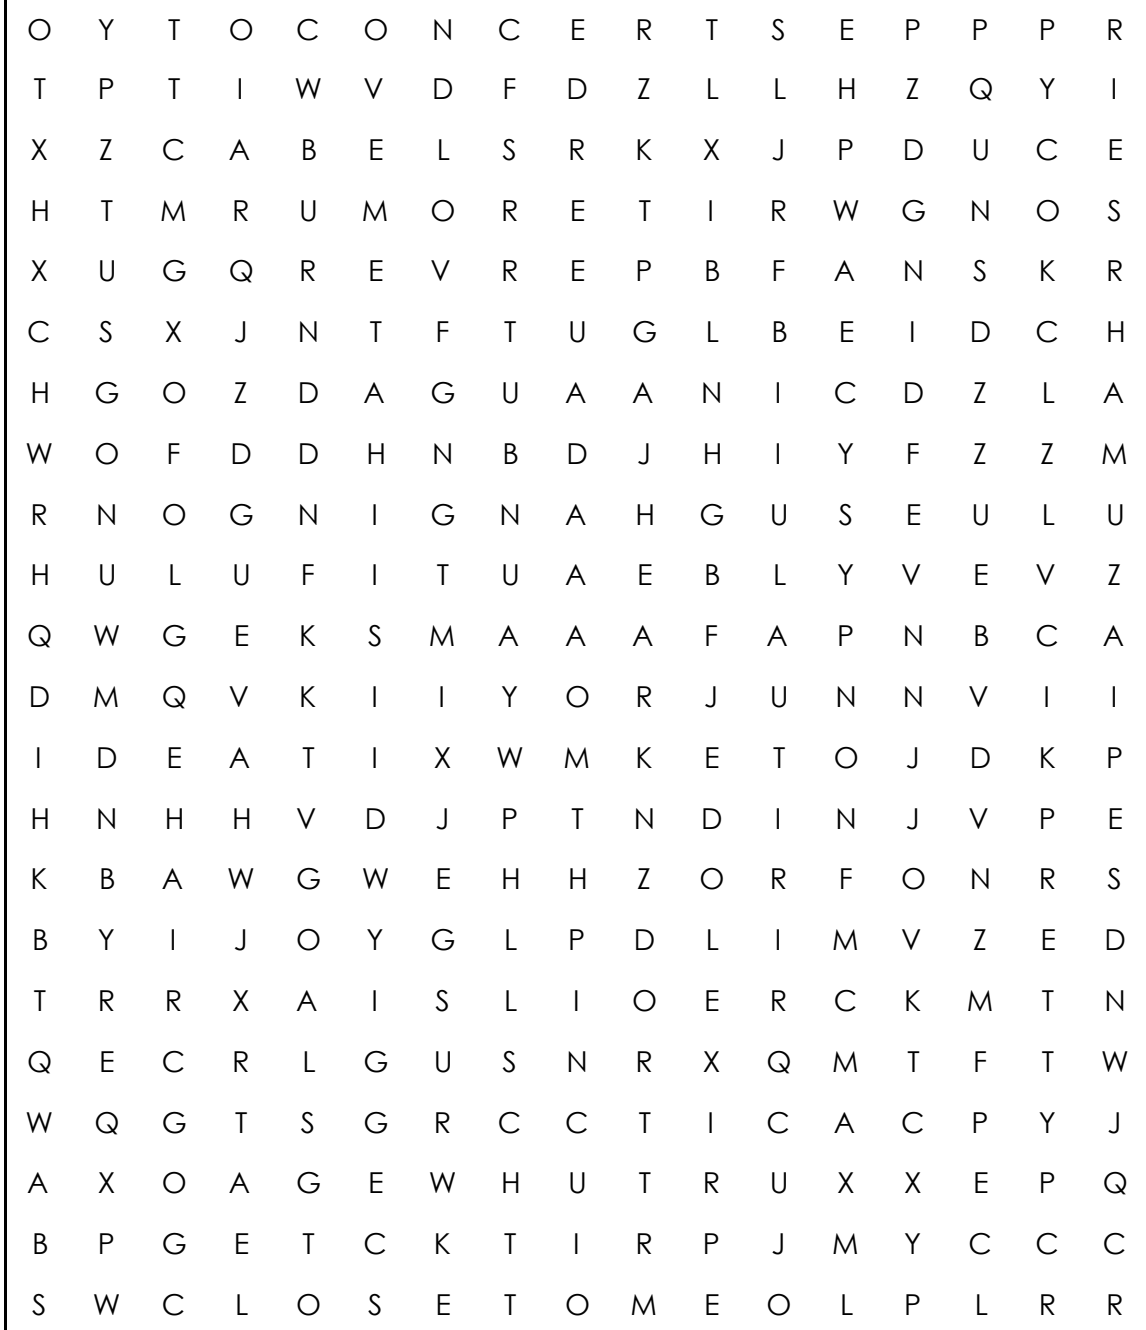 O Y T O C O N C E R T S E P P P R
T P T I W V D F D Z L L H Z Q Y I
X Z C A B E L S R K X J P D U C E
H T M R U M O R E T I R W G N O S
X U G Q R E V R E P B F A N S K R
C S X J N T F T U G L B E I D C H
H G O Z D A G U A A N I C D Z L A
W O F D D H N B D J H I Y F Z Z M
R N O G N I G N A H G U S E U L U
H U L U F I T U A E B L Y V E V Z
Q W G E K S M A A A F A P N B C A
D M Q V K I I Y O R J U N N V I I
I D E A T I X W M K E T O J D K P
H N H H V D J P T N D I N J V P E
K B A W G W E H H Z O R F O N R S
B Y I J O Y G L P D L I M V Z E D
T R R X A I S L I O E R C K M T N
Q E C R L G U S N R X Q M T F T W
W Q G T S G R C C T I C A C P Y J
A X O A G E W H U T R U X X E P Q
B P G E T C K T I R P J M Y C C C
S W C L O S E T O M E O L P L R R